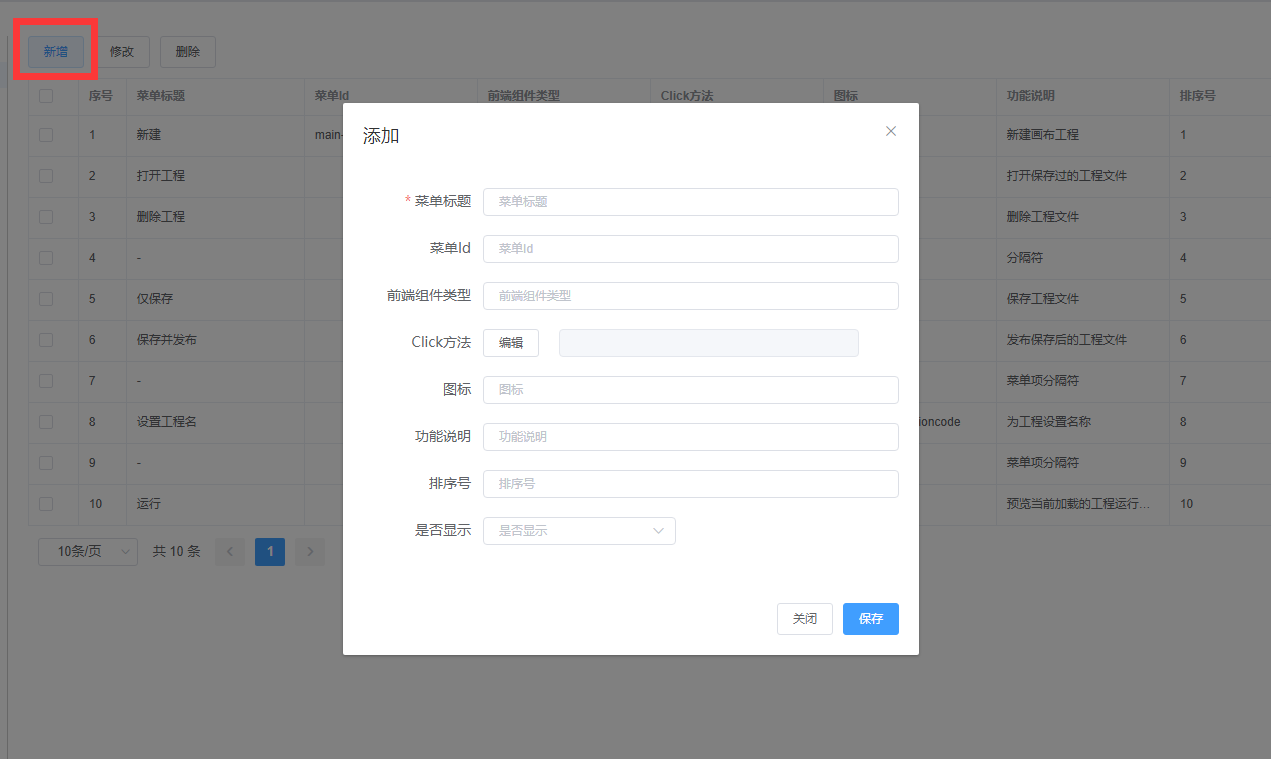 新增 修改 删除
序号 菜单标题 菜单Id 前端组件类型 Click方法 图标 功能说明 排序号
1 新建 main- 新建画布工程 1
2 打开工程 打开保存过的工程文件 2
3 删除工程 删除工程文件 3
4 - 分隔符 4
5 仅保存 保存工程文件 5
6 保存并发布 发布保存后的工程文件 6
7 - 菜单项分隔符 7
8 设置工程名 ioncode 为工程设置名称 8
9 - 菜单项分隔符 9
10 运行 预览当前加载的工程运行... 10
10条/页 共 10 条 < 1 >
添加
* 菜单标题 菜单标题
菜单Id 菜单id
前端组件类型 前端组件类型
Click方法 编辑
图标 图标
功能说明 功能说明
排序号 排序号
是否显示 是否显示
关闭 保存